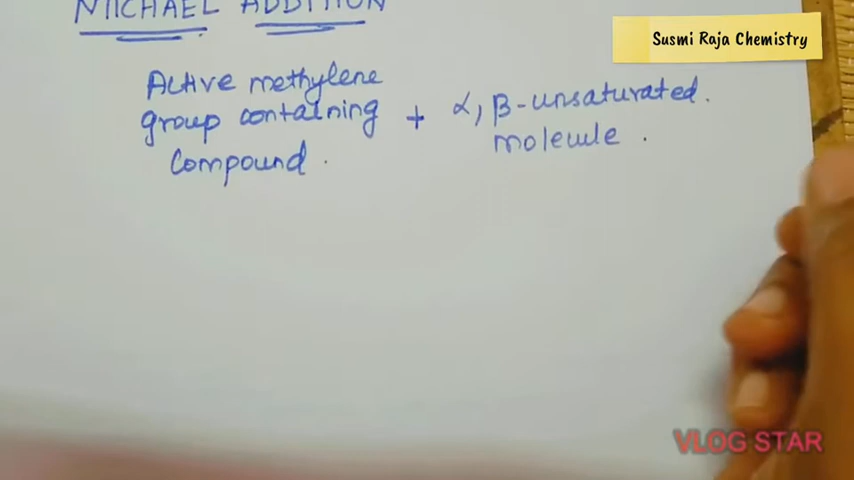 MICHAEL ADDITION
Susmi Raja Chemistry
Active methylene
group containing
compound.
+
α, β-unsaturated.
molecule.
VLOG STAR